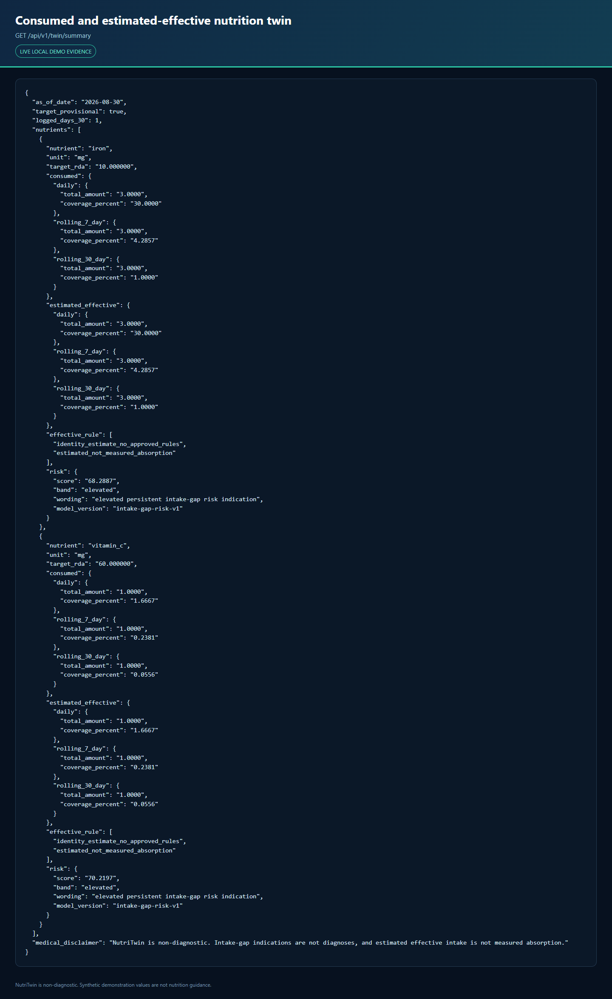 Consumed and estimated-effective nutrition twin
GET /api/v1/twin/summary
LIVE LOCAL DEMO EVIDENCE
{
  "as_of_date": "2026-08-30",
  "target_provisional": true,
  "logged_days_30": 1,
  "nutrients": [
    {
      "nutrient": "iron",
      "unit": "mg",
      "target_rda": "10.000000",
      "consumed": {
        "daily": {
          "total_amount": "3.0000",
          "coverage_percent": "30.0000"
        },
        "rolling_7_day": {
          "total_amount": "3.0000",
          "coverage_percent": "4.2857"
        },
        "rolling_30_day": {
          "total_amount": "3.0000",
          "coverage_percent": "1.0000"
        }
      },
      "estimated_effective": {
        "daily": {
          "total_amount": "3.0000",
          "coverage_percent": "30.0000"
        },
        "rolling_7_day": {
          "total_amount": "3.0000",
          "coverage_percent": "4.2857"
        },
        "rolling_30_day": {
          "total_amount": "3.0000",
          "coverage_percent": "1.0000"
        }
      },
      "effective_rule": [
        "identity_estimate_no_approved_rules",
        "estimated_not_measured_absorption"
      ],
      "risk": {
        "score": "68.2887",
        "band": "elevated",
        "wording": "elevated persistent intake-gap risk indication",
        "model_version": "intake-gap-risk-v1"
      }
    },
    {
      "nutrient": "vitamin_c",
      "unit": "mg",
      "target_rda": "60.000000",
      "consumed": {
        "daily": {
          "total_amount": "1.0000",
          "coverage_percent": "1.6667"
        },
        "rolling_7_day": {
          "total_amount": "1.0000",
          "coverage_percent": "0.2381"
        },
        "rolling_30_day": {
          "total_amount": "1.0000",
          "coverage_percent": "0.0556"
        }
      },
      "estimated_effective": {
        "daily": {
          "total_amount": "1.0000",
          "coverage_percent": "1.6667"
        },
        "rolling_7_day": {
          "total_amount": "1.0000",
          "coverage_percent": "0.2381"
        },
        "rolling_30_day": {
          "total_amount": "1.0000",
          "coverage_percent": "0.0556"
        }
      },
      "effective_rule": [
        "identity_estimate_no_approved_rules",
        "estimated_not_measured_absorption"
      ],
      "risk": {
        "score": "70.2197",
        "band": "elevated",
        "wording": "elevated persistent intake-gap risk indication",
        "model_version": "intake-gap-risk-v1"
      }
    }
  ],
  "medical_disclaimer": "NutriTwin is non-diagnostic. Intake-gap indications are not diagnoses, and estimated effective intake is not measured absorption."
}
NutriTwin is non-diagnostic. Synthetic demonstration values are not nutrition guidance.